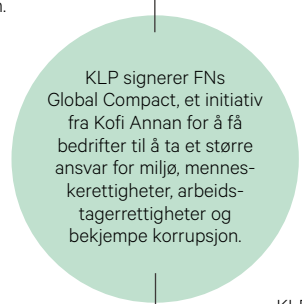 n.
KLP signerer FNs
Global Compact, et initiativ
fra Kofi Annan for å få
bedrifter til å ta et større
ansvar for miljø, mennes-
kerettigheter, arbeids-
tagerrettigheter og
bekjempe korrupsjon.